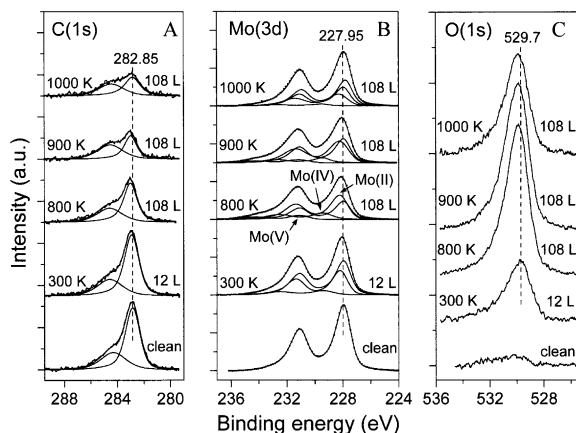 C(1s) A
282.85
1000 K 108 L
900 K 108 L
800 K 108 L
300 K 12 L
clean
288 284 280
Mo(3d) B
227.95
1000 K 108 L
900 K 108 L
Mo(IV) Mo(II)
800 K 108 L
Mo(V)
300 K 12 L
clean
236 232 228 224
O(1s) C
529.7
1000 K 108 L
900 K 108 L
800 K 108 L
300 K 12 L
clean
536 530 526
Intensity (a.u.)
Binding energy (eV)